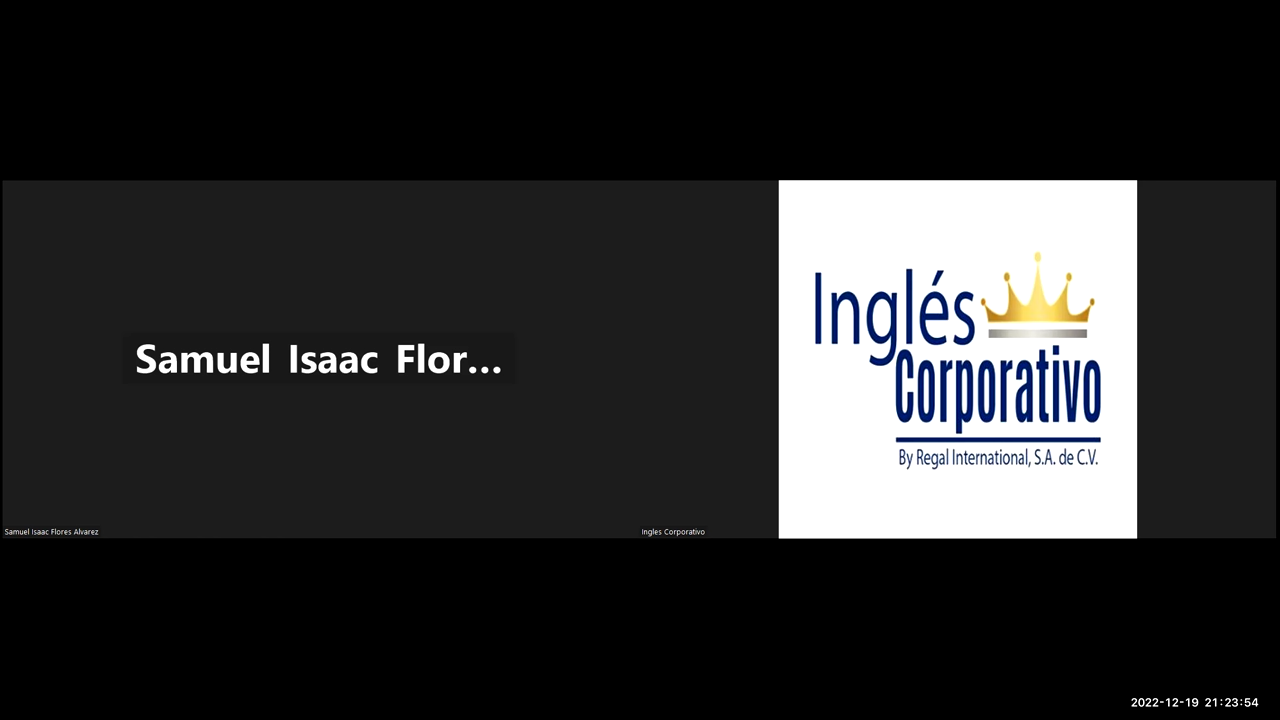 Samuel Isaac Flor...
Inglés
Corporativo
By Regal International, S.A. de C.V.
Samuel Isaac Flores Alvarez
Ingles Corporativo
2022-12-19 21:23:54